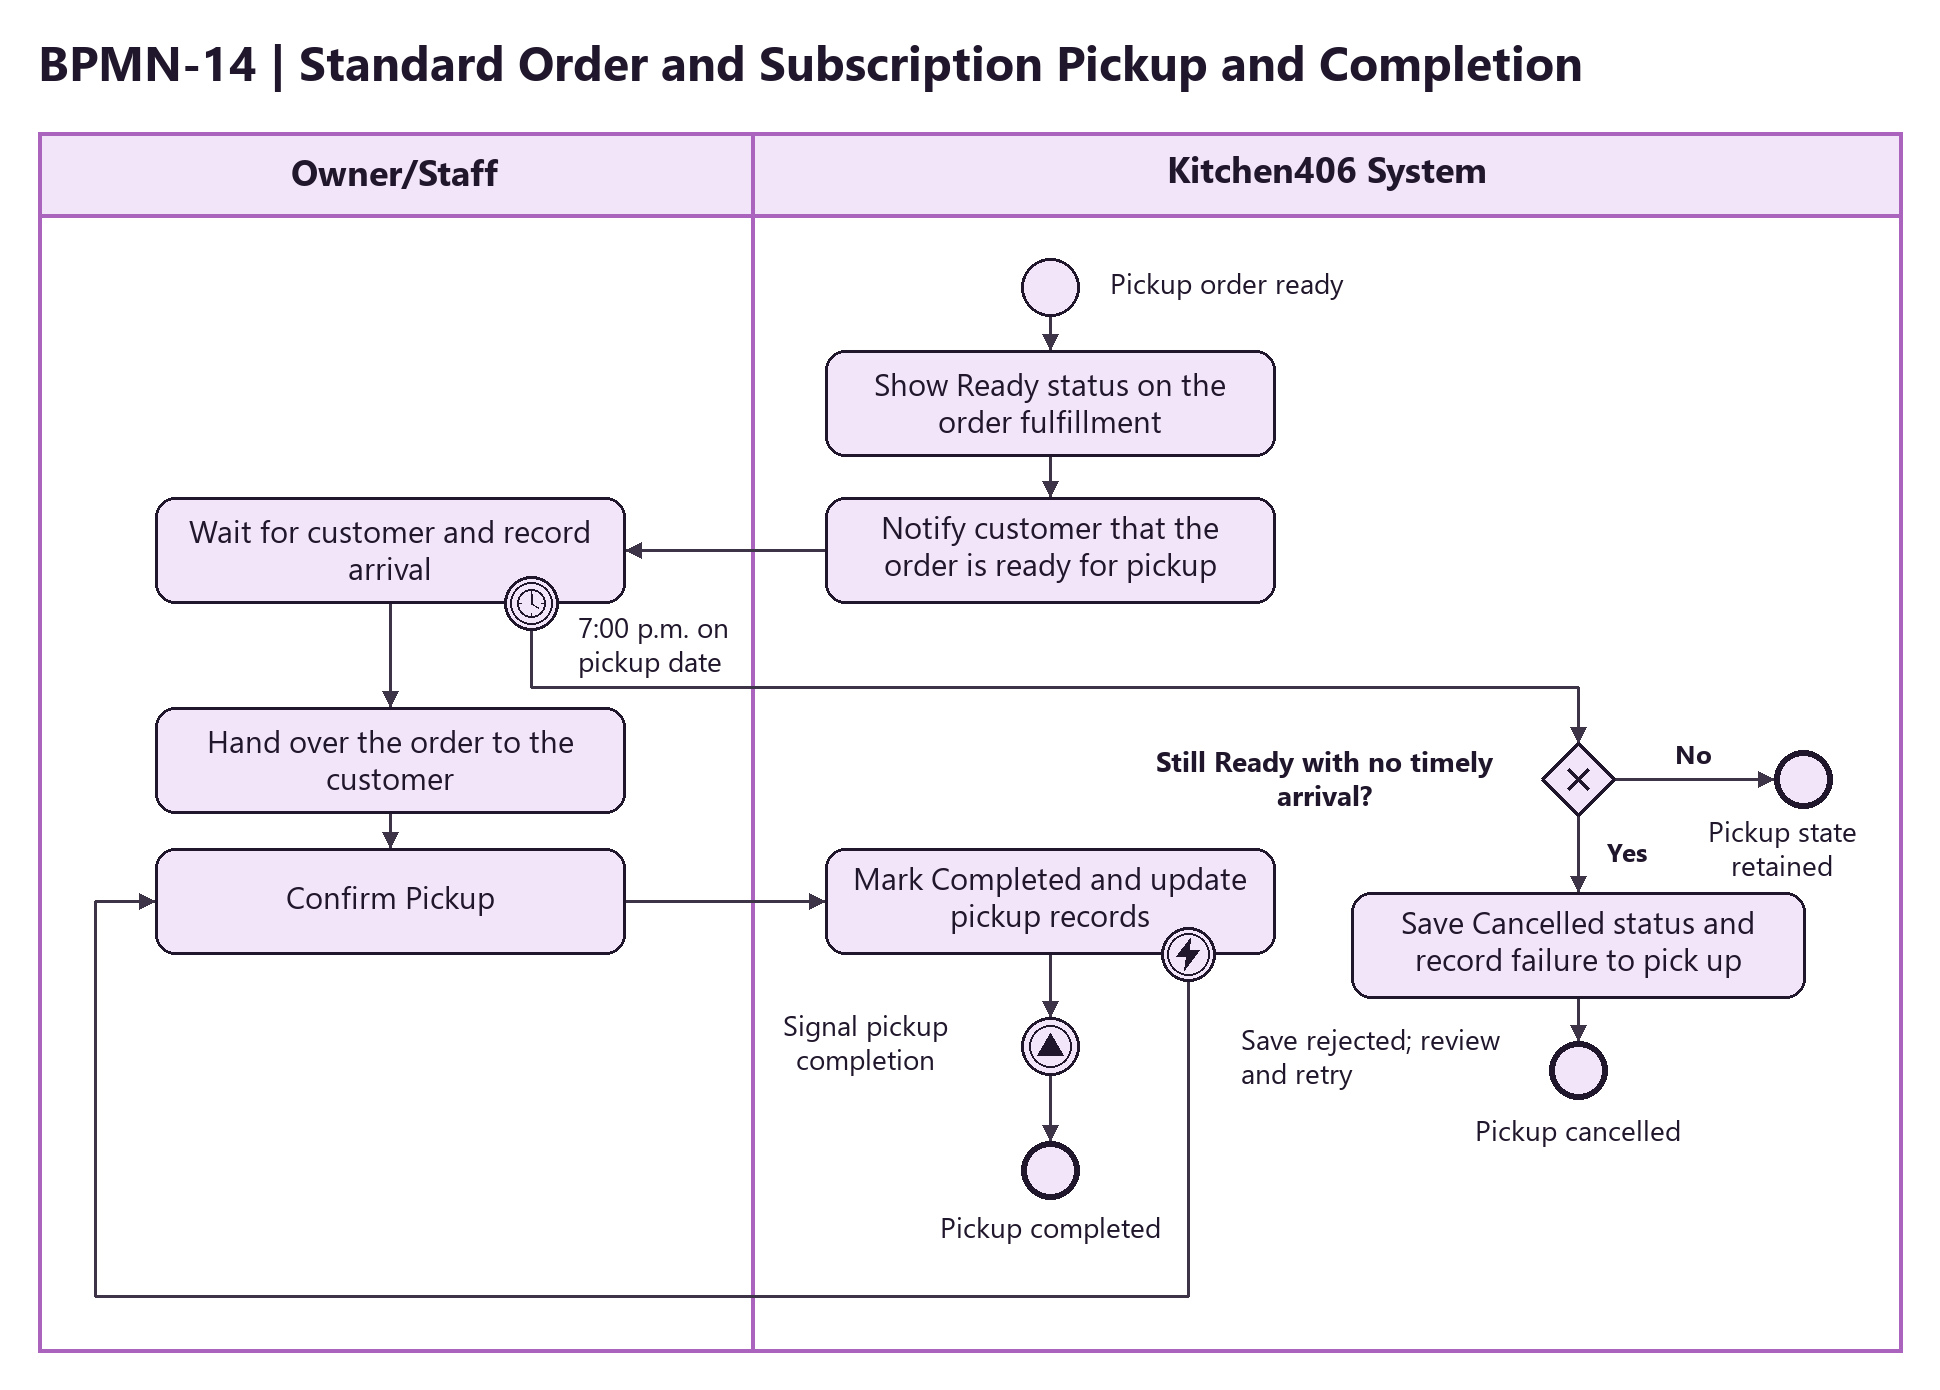 BPMN-14 | Standard Order and Subscription Pickup and Completion
Owner/Staff
Kitchen406 System
Pickup order ready
Show Ready status on the
order fulfillment
Wait for customer and record
arrival
Notify customer that the
order is ready for pickup
7:00 p.m. on
pickup date
Hand over the order to the
customer
Still Ready with no timely
arrival?
No
Pickup state
retained
Yes
Confirm Pickup
Mark Completed and update
pickup records
Save Cancelled status and
record failure to pick up
Signal pickup
completion
Save rejected; review
and retry
Pickup cancelled
Pickup completed